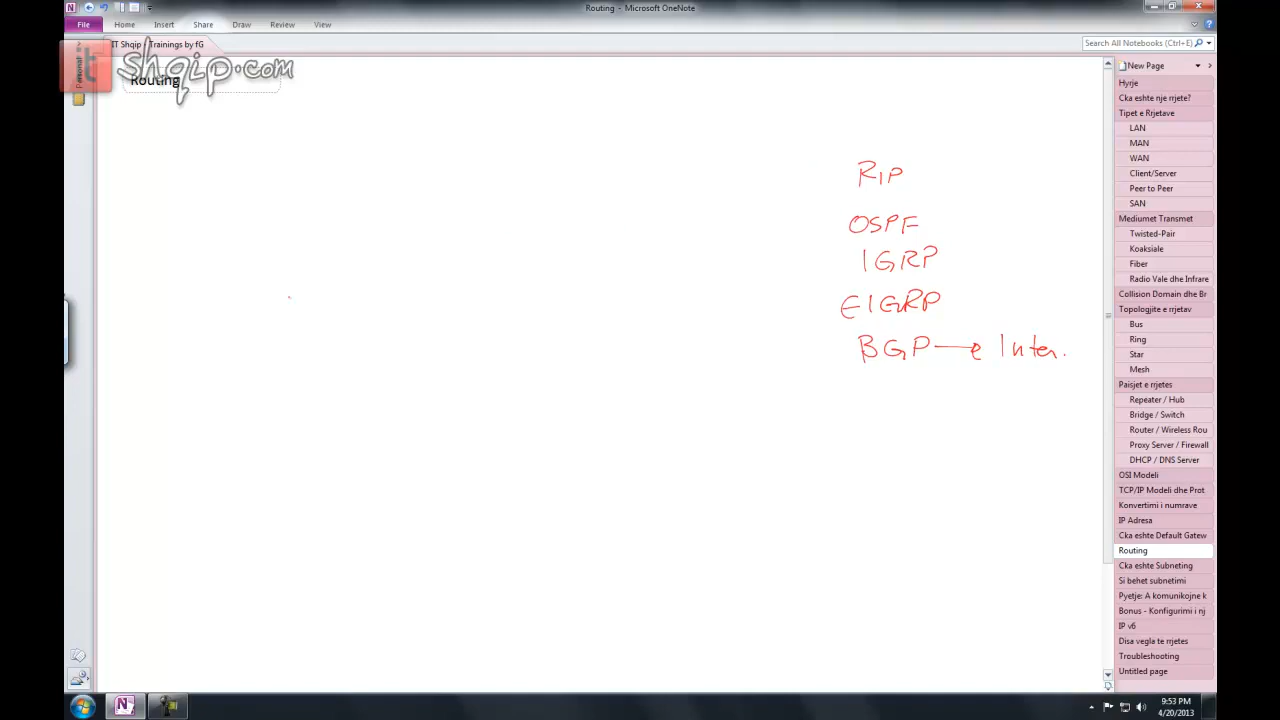 Routing - Microsoft OneNote
File Home Insert Share Draw Review View
IT Shqip - Trainings by fG
Search All Notebooks (Ctrl+E)
itshqip.com
Routing
RIP
OSPF
IGRP
EIGRP
BGP → e Inter.
New Page
Hyrje
Cka eshte nje rrjete?
Tipet e Rrjetave
LAN
MAN
WAN
Client/Server
Peer to Peer
SAN
Mediumet Transmet
Twisted-Pair
Koaksiale
Fiber
Radio Vale dhe Infrare
Collision Domain dhe Br
Topologjite e rrjetav
Bus
Ring
Star
Mesh
Paisjet e rrjetes
Repeater / Hub
Bridge / Switch
Router / Wireless Rou
Proxy Server / Firewall
DHCP / DNS Server
OSI Modeli
TCP/IP Modeli dhe Prot
Konvertimi i numrave
IP Adresa
Cka eshte Default Gatew
Routing
Cka eshte Subneting
Si behet subnetimi
Pyetje: A komunikojne k
Bonus - Konfigurimi i nj
IP v6
Disa vegla te rrjetes
Troubleshooting
Untitled page
9:53 PM
4/20/2013